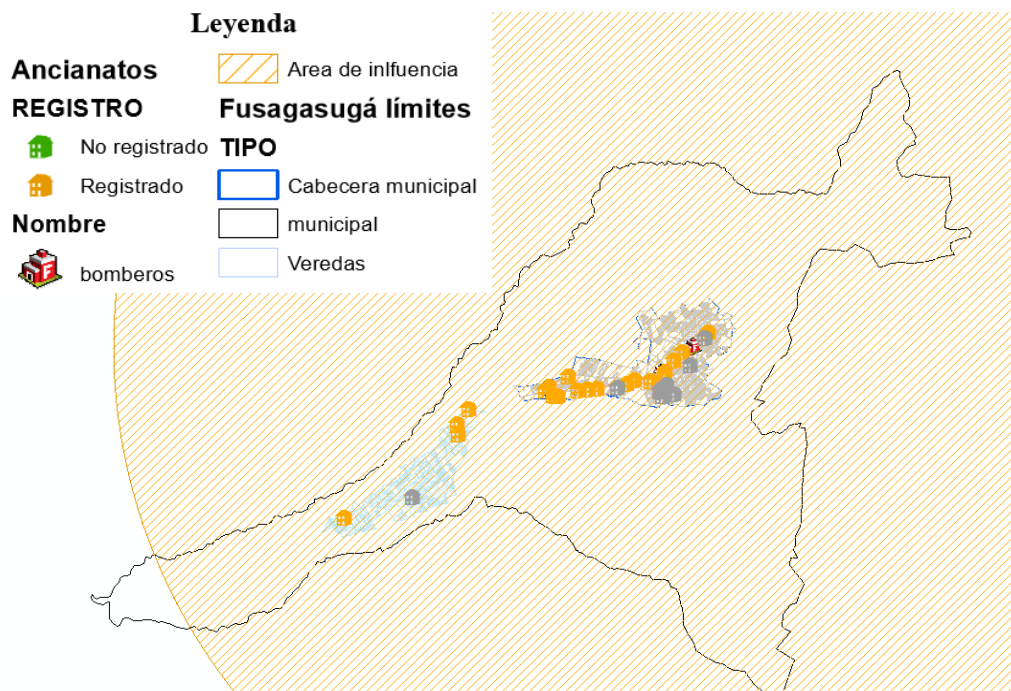 Leyenda
Ancianatos
REGISTRO
No registrado
Registrado
Nombre
F
bomberos
Area de inlfuencia
Fusagasugá límites
TIPO
Cabecera municipal
municipal
Veredas
F